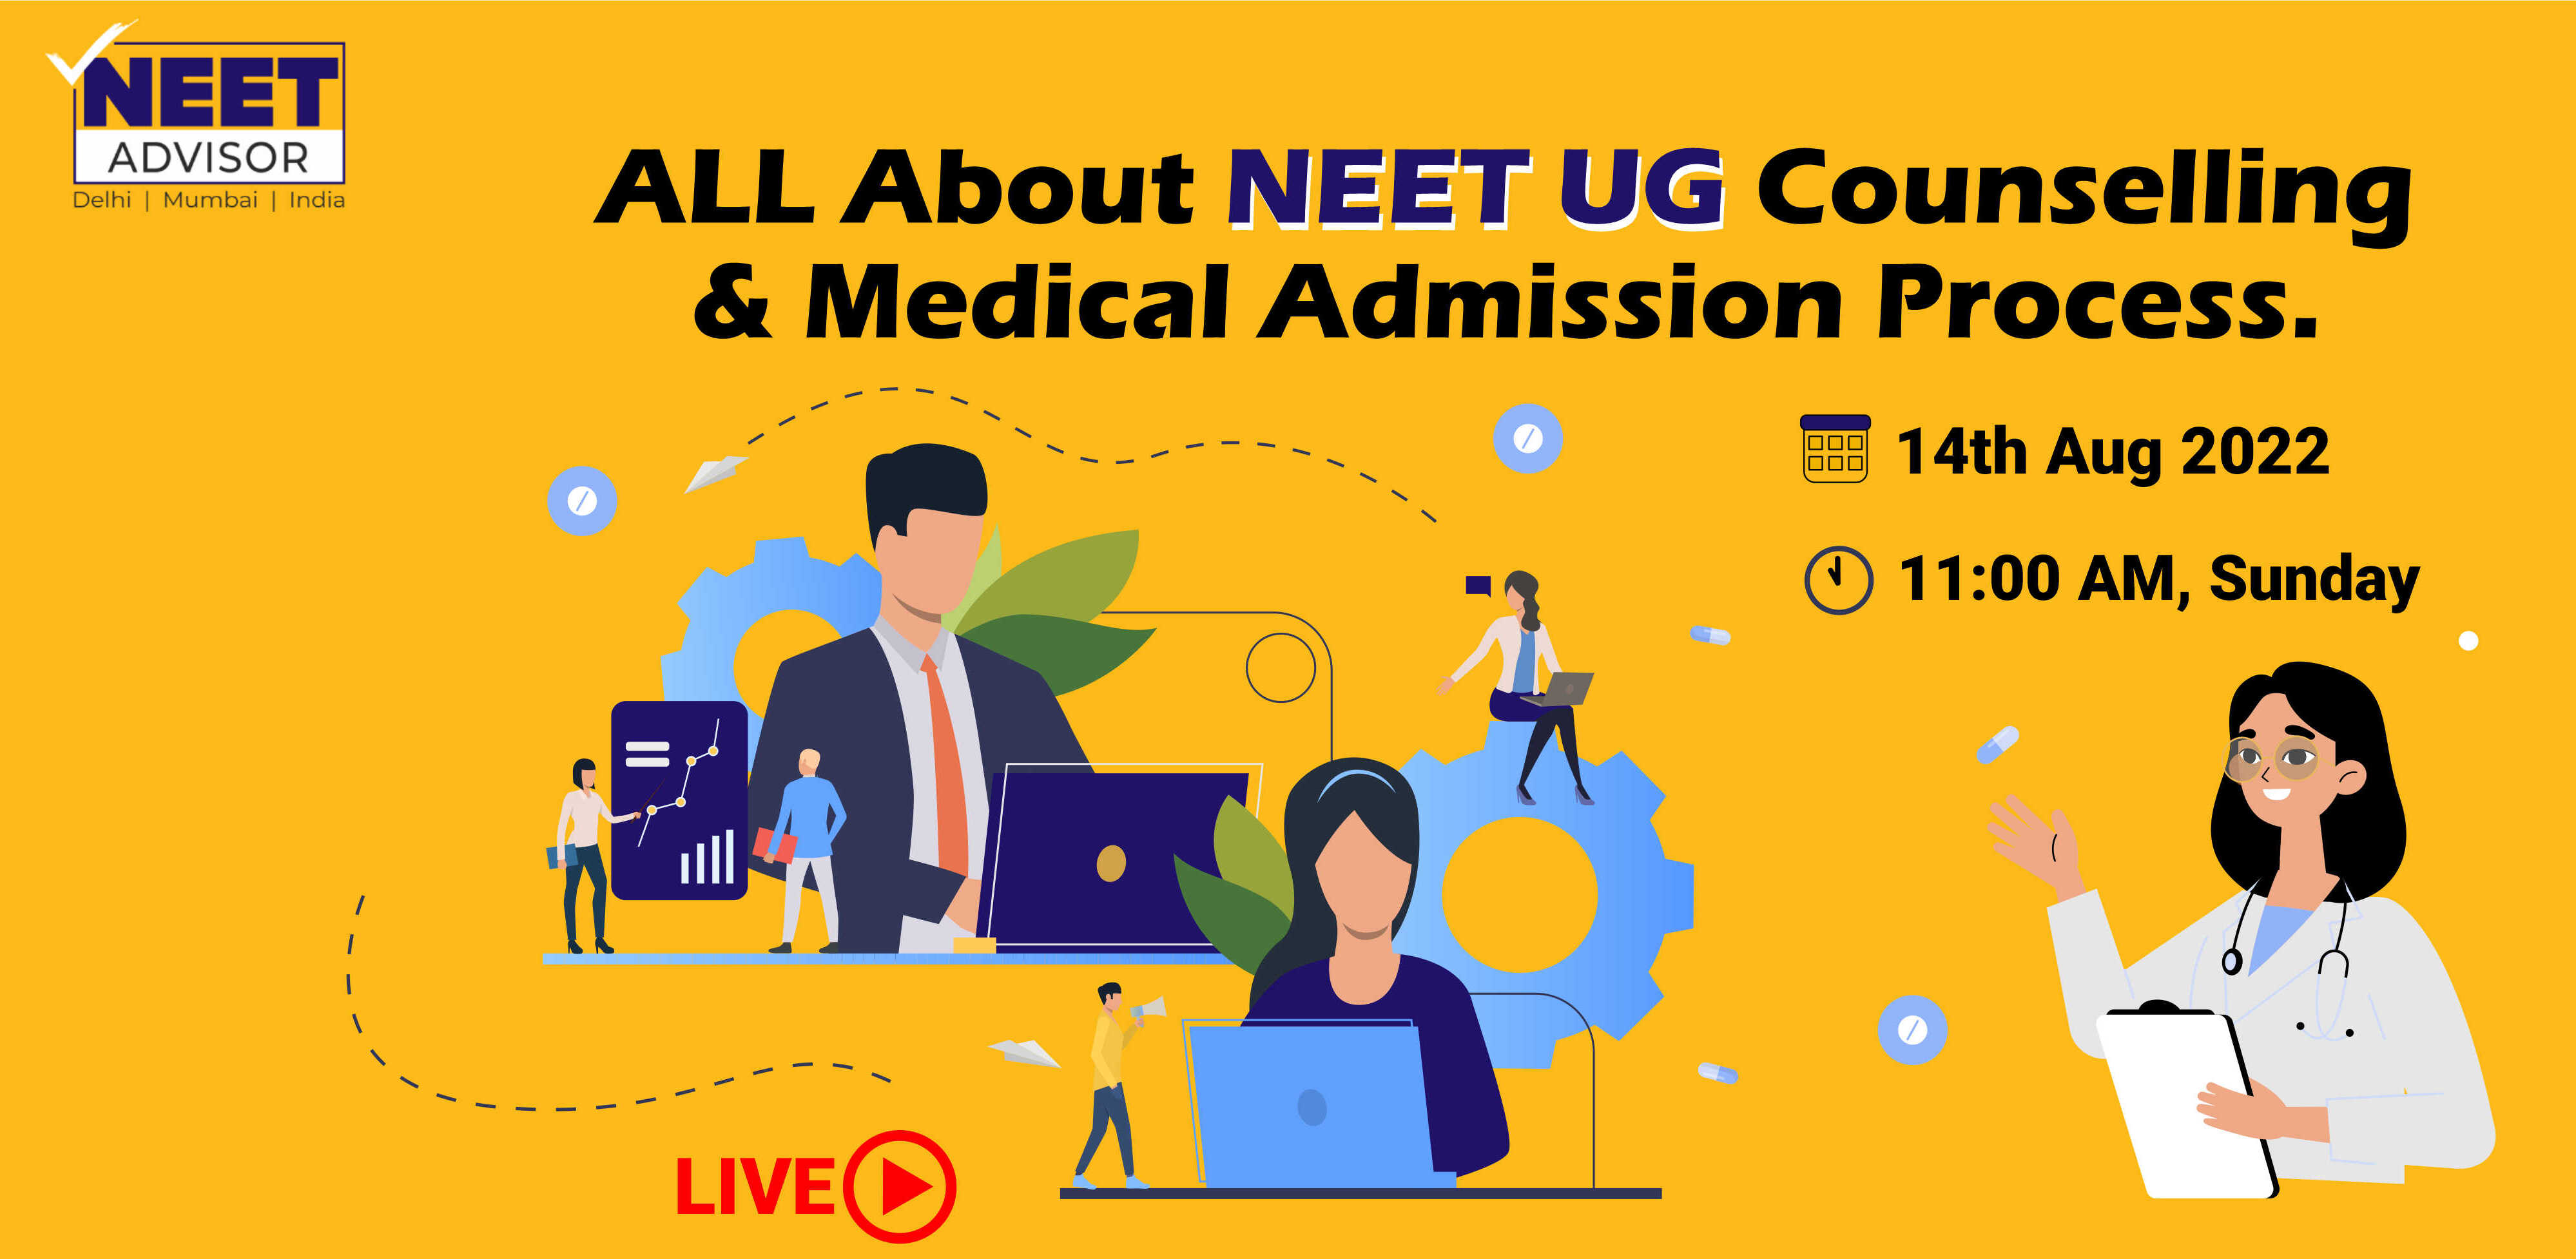 NEET
ADVISOR
Delhi | Mumbai | India
ALL About NEET UG Counselling
& Medical Admission Process.
14th Aug 2022
11:00 AM, Sunday
LIVE